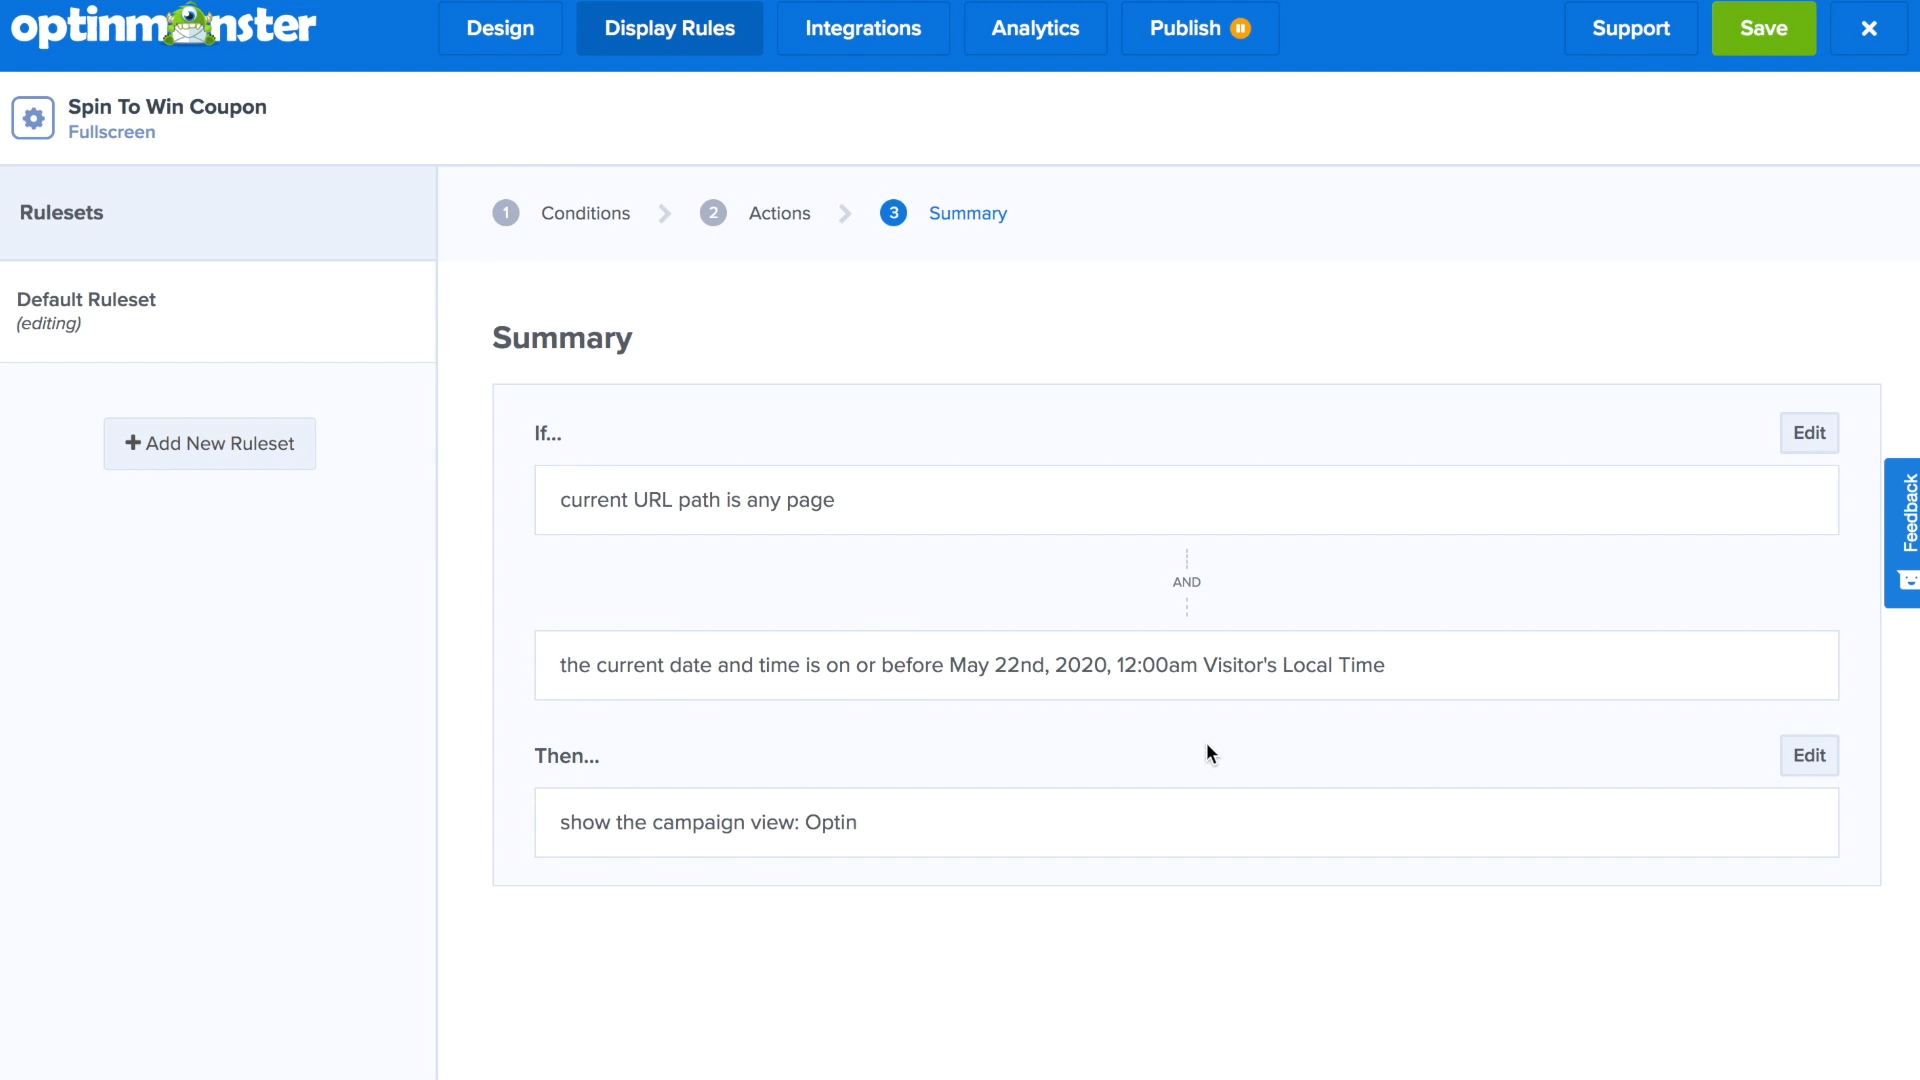 optinmonster
Design
Display Rules
Integrations
Analytics
Publish
Support
Save
Spin To Win Coupon
Fullscreen
Rulesets
1 Conditions
2 Actions
3 Summary
Default Ruleset
(editing)
Add New Ruleset
Summary
If...
Edit
current URL path is any page
AND
the current date and time is on or before May 22nd, 2020, 12:00am Visitor's Local Time
Then...
Edit
show the campaign view: Optin
Feedback